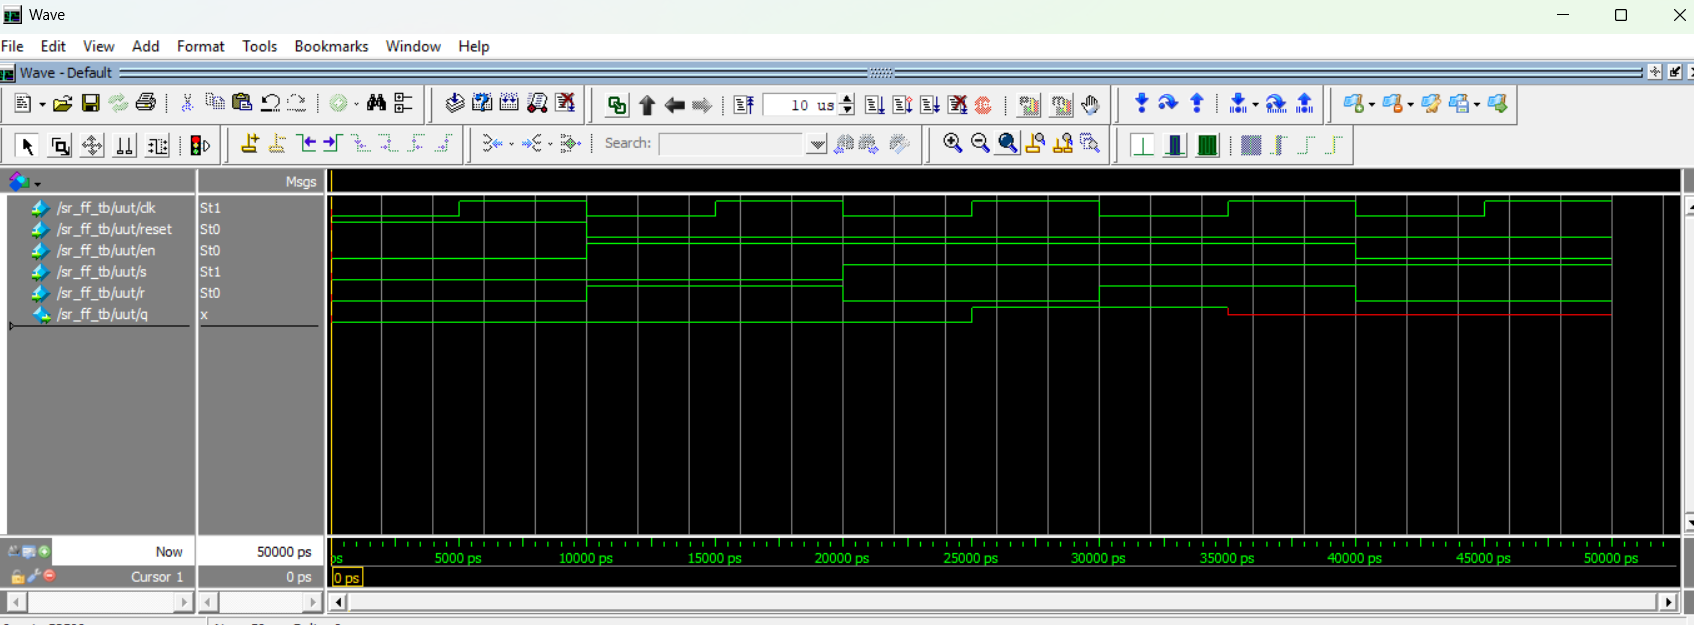 Wave
File Edit View Add Format Tools Bookmarks Window Help
Wave - Default
10 us
Search:
Msgs
/sr_ff_tb/uut/clk St1
/sr_ff_tb/uut/reset St0
/sr_ff_tb/uut/en St0
/sr_ff_tb/uut/s St1
/sr_ff_tb/uut/r St0
/sr_ff_tb/uut/q x
Now 50000 ps ps 5000 ps 10000 ps 15000 ps 20000 ps 25000 ps 30000 ps 35000 ps 40000 ps 45000 ps 50000 ps
Cursor 1 0 ps 0 ps